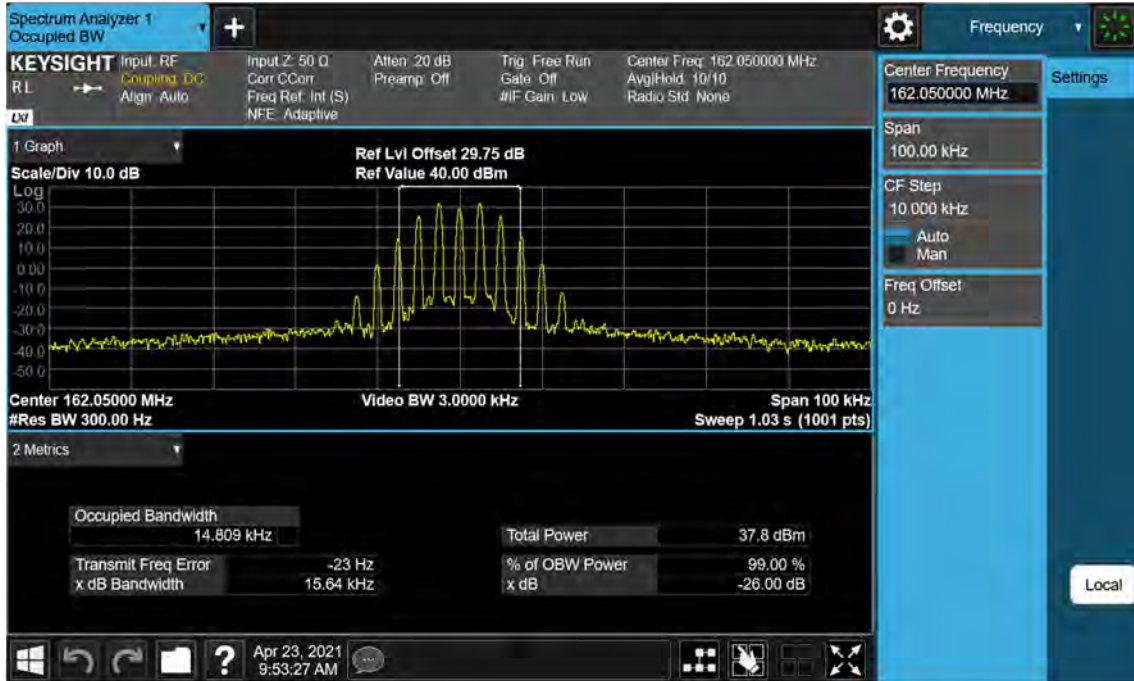 Spectrum Analyzer 1
Occupied BW
+
Frequency
KEYSIGHT
RL
LXI
Input: RF
Coupling: DC
Align: Auto
Input Z: 50 Ω
Corr CCorr
Freq Ref: Int (S)
NFE: Adaptive
Atten: 20 dB
Preamp: Off
Trig: Free Run
Gate: Off
#IF Gain: Low
Center Freq: 162.050000 MHz
Avg|Hold: 10/10
Radio Std: None
Center Frequency
162.050000 MHz
Settings
Span
100.00 kHz
CF Step
10.000 kHz
Auto
Man
Freq Offset
0 Hz
Local
1 Graph
Scale/Div 10.0 dB
Ref Lvl Offset 29.75 dB
Ref Value 40.00 dBm
Log
30.0
20.0
10.0
0.00
-10.0
-20.0
-30.0
-40.0
-50.0
Center 162.05000 MHz
Video BW 3.0000 kHz
Span 100 kHz
#Res BW 300.00 Hz
Sweep 1.03 s (1001 pts)
2 Metrics
Occupied Bandwidth
14.809 kHz
Total Power 37.8 dBm
Transmit Freq Error -23 Hz
% of OBW Power 99.00 %
x dB Bandwidth 15.64 kHz
x dB -26.00 dB
?
Apr 23, 2021
9:53:27 AM